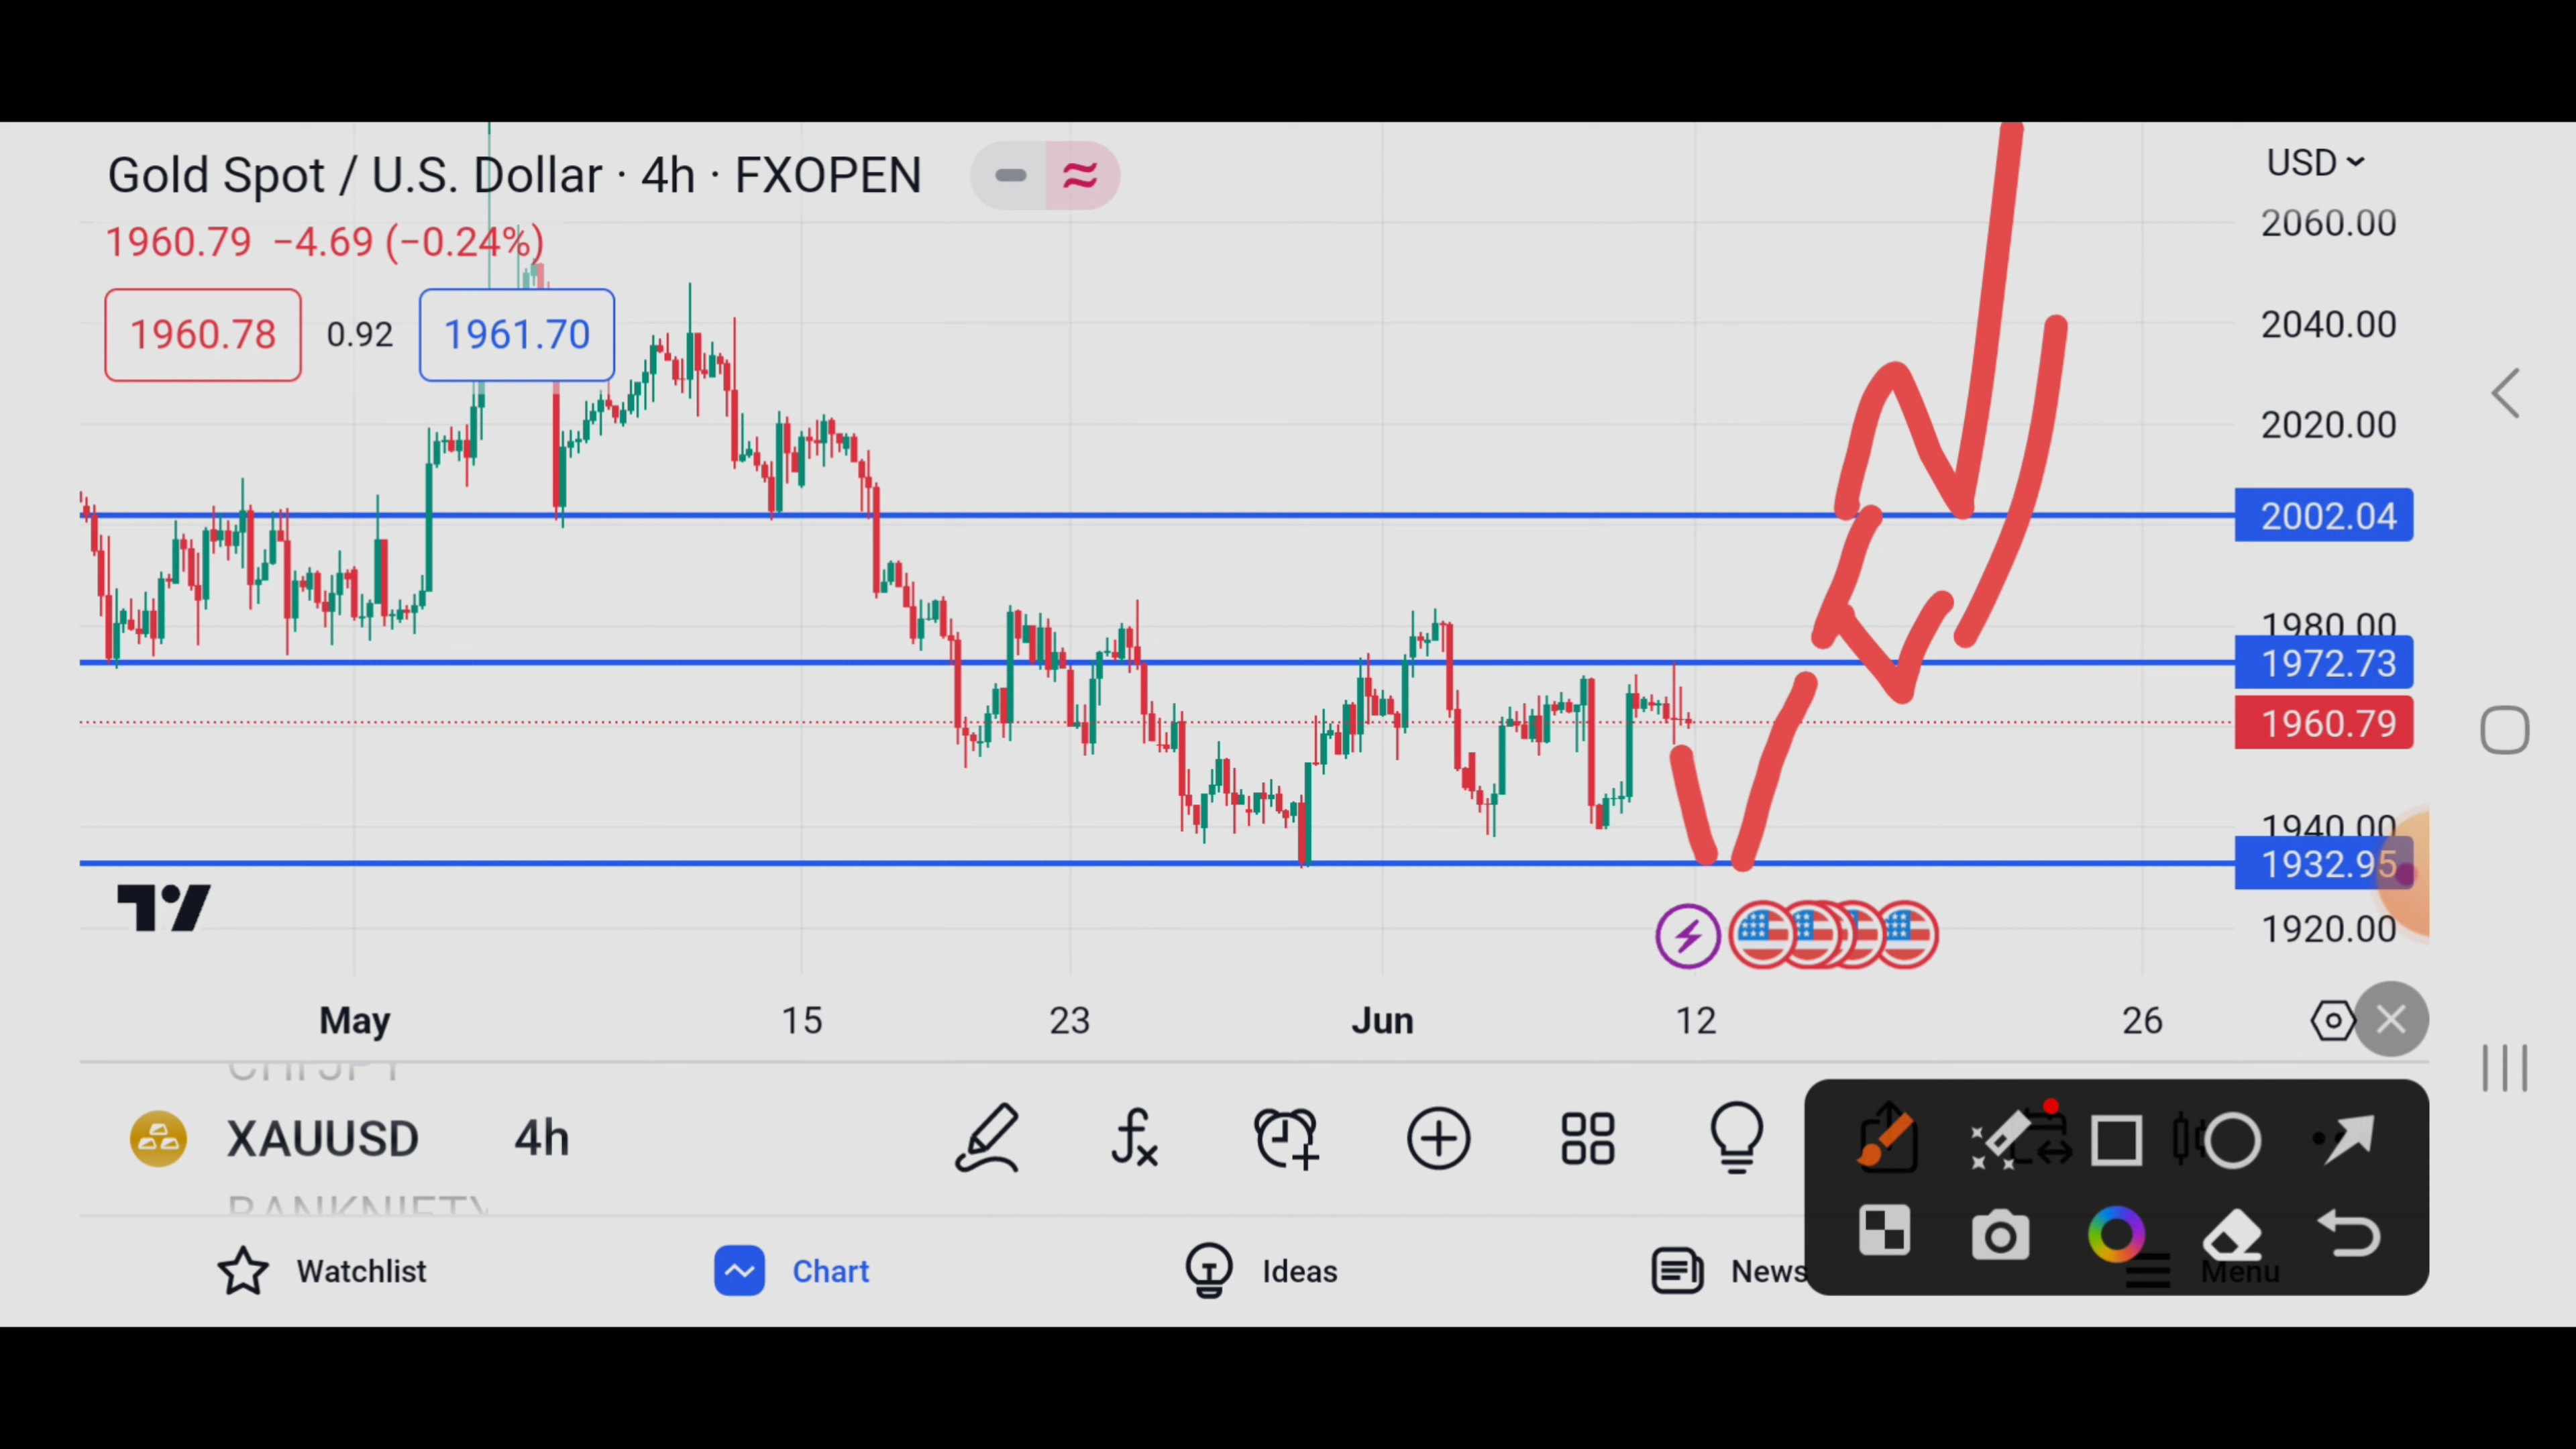 Gold Spot / U.S. Dollar · 4h · FXOPEN
USD
1960.79 −4.69 (−0.24%)
1960.78 0.92 1961.70
2060.00
2040.00
2020.00
2002.04
1980.00
1972.73
1960.79
1940.00
1932.95
1920.00
May 15 23 Jun 12 26
XAUUSD 4h
BANKNIFTY
Watchlist Chart Ideas News Menu